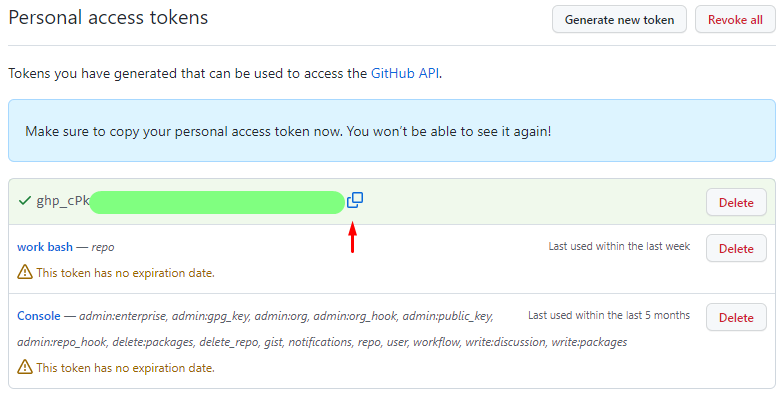 Personal access tokens
Generate new token
Revoke all
Tokens you have generated that can be used to access the GitHub API.
Make sure to copy your personal access token now. You won't be able to see it again!
ghp_cPk
Delete
work bash — repo
Last used within the last week
Delete
This token has no expiration date.
Console — admin:enterprise, admin:gpg_key, admin:org, admin:org_hook, admin:public_key,
Last used within the last 5 months
Delete
admin:repo_hook, delete:packages, delete_repo, gist, notifications, repo, user, workflow, write:discussion, write:packages
This token has no expiration date.